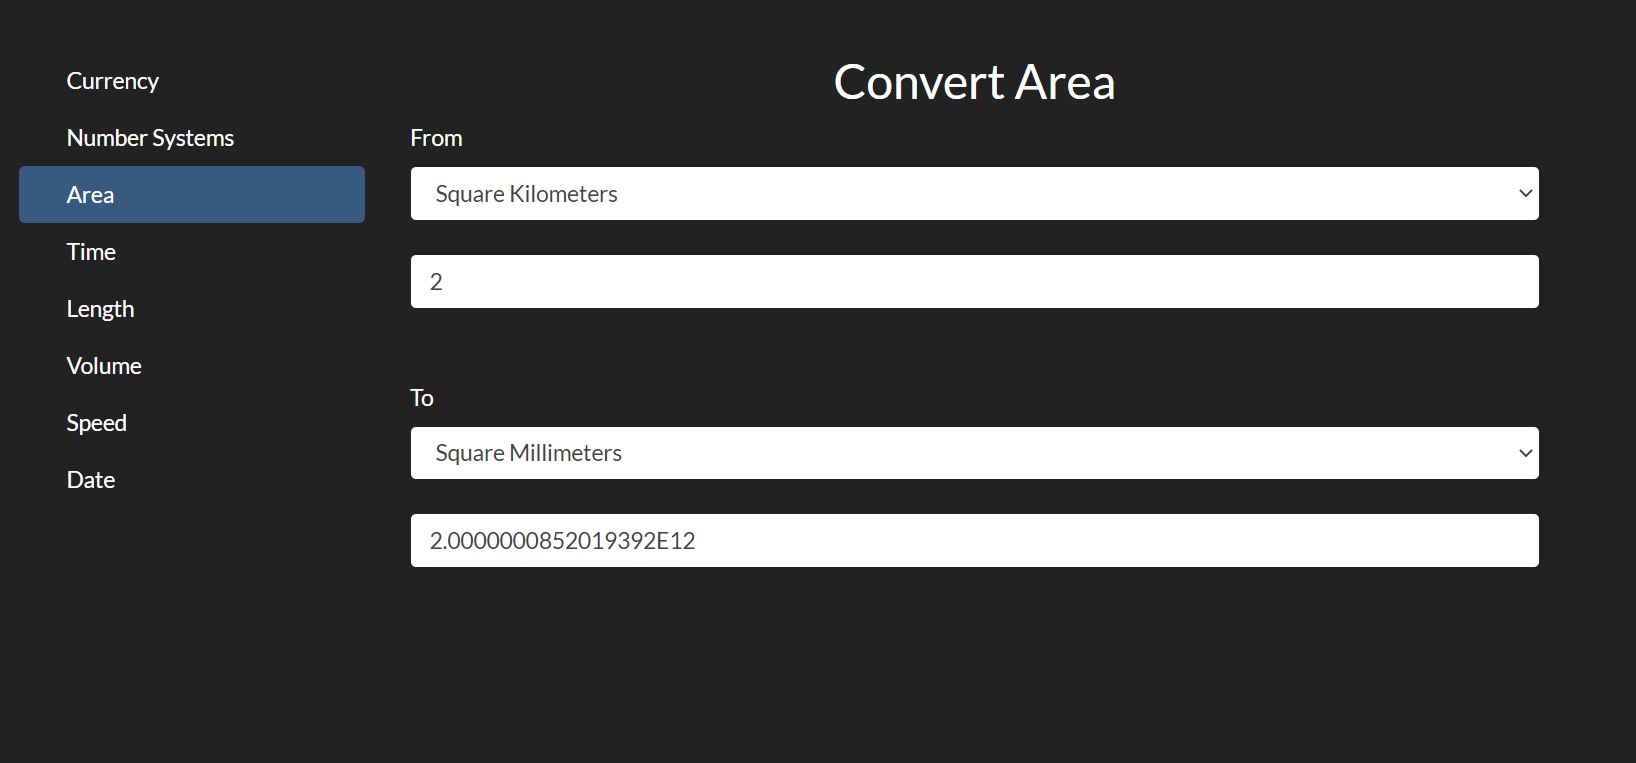 Currency
Number Systems
Area
Time
Length
Volume
Speed
Date
Convert Area
From
Square Kilometers
2
To
Square Millimeters
2.0000000852019392E12